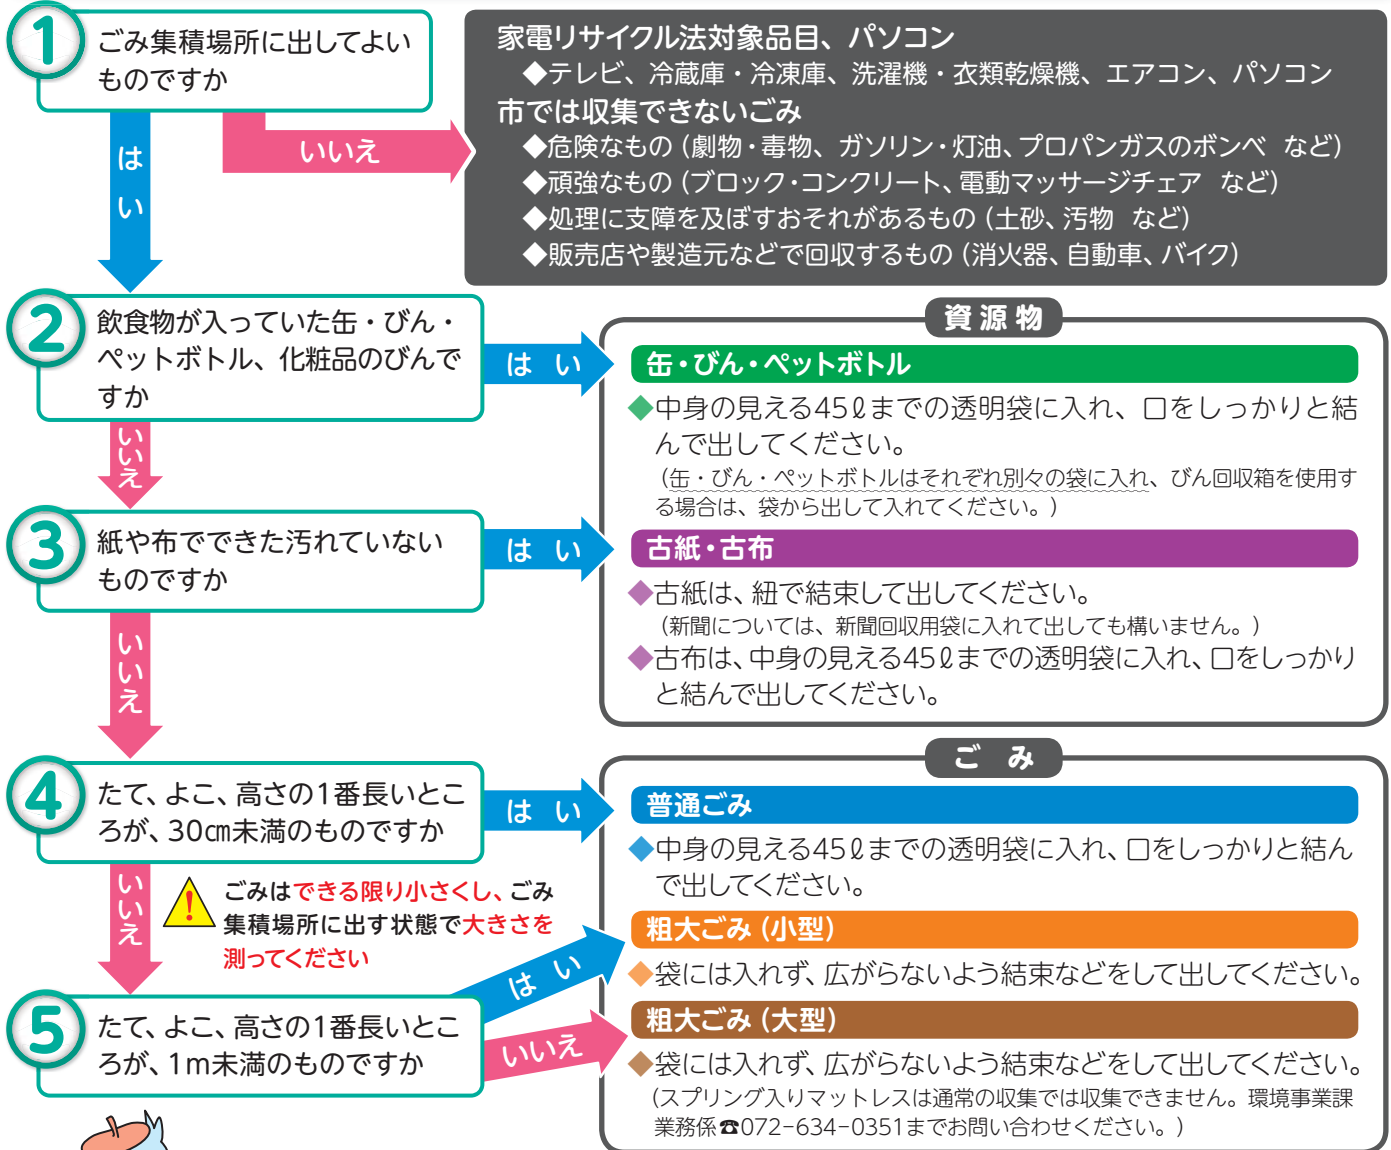 1
ごみ集積場所に出してよい
ものですか
はい
いいえ
家電リサイクル法対象品目、パソコン
◆テレビ、冷蔵庫・冷凍庫、洗濯機・衣類乾燥機、エアコン、パソコン
市では収集できないごみ
◆危険なもの(劇物・毒物、ガソリン・灯油、プロパンガスのボンベ など)
◆頑強なもの(ブロック・コンクリート、電動マッサージチェア など)
◆処理に支障を及ぼすおそれがあるもの(土砂、汚物 など)
◆販売店や製造元などで回収するもの(消火器、自動車、バイク)
2
飲食物が入っていた缶・びん・
ペットボトル、化粧品のびんで
すか
はい
いいえ
資源物
缶・びん・ペットボトル
◆中身の見える45ℓまでの透明袋に入れ、口をしっかりと結
んで出してください。
(缶・びん・ペットボトルはそれぞれ別々の袋に入れ、びん回収箱を使用す
る場合は、袋から出して入れてください。)
3
紙や布でできた汚れていない
ものですか
はい
いいえ
古紙・古布
◆古紙は、紐で結束して出してください。
(新聞については、新聞回収用袋に入れて出しても構いません。)
◆古布は、中身の見える45ℓまでの透明袋に入れ、口をしっかり
と結んで出してください。
4
たて、よこ、高さの1番長いとこ
ろが、30㎝未満のものですか
はい
いいえ
ごみ
普通ごみ
◆中身の見える45ℓまでの透明袋に入れ、口をしっかりと結ん
で出してください。
!
ごみはできる限り小さくし、ごみ
集積場所に出す状態で大きさを
測ってください
5
たて、よこ、高さの1番長いとこ
ろが、1m未満のものですか
はい
いいえ
粗大ごみ(小型)
◆袋には入れず、広がらないよう結束などをして出してください。
粗大ごみ(大型)
◆袋には入れず、広がらないよう結束などをして出してください。
(スプリング入りマットレスは通常の収集では収集できません。環境事業課
業務係☎072-634-0351までお問い合わせください。)